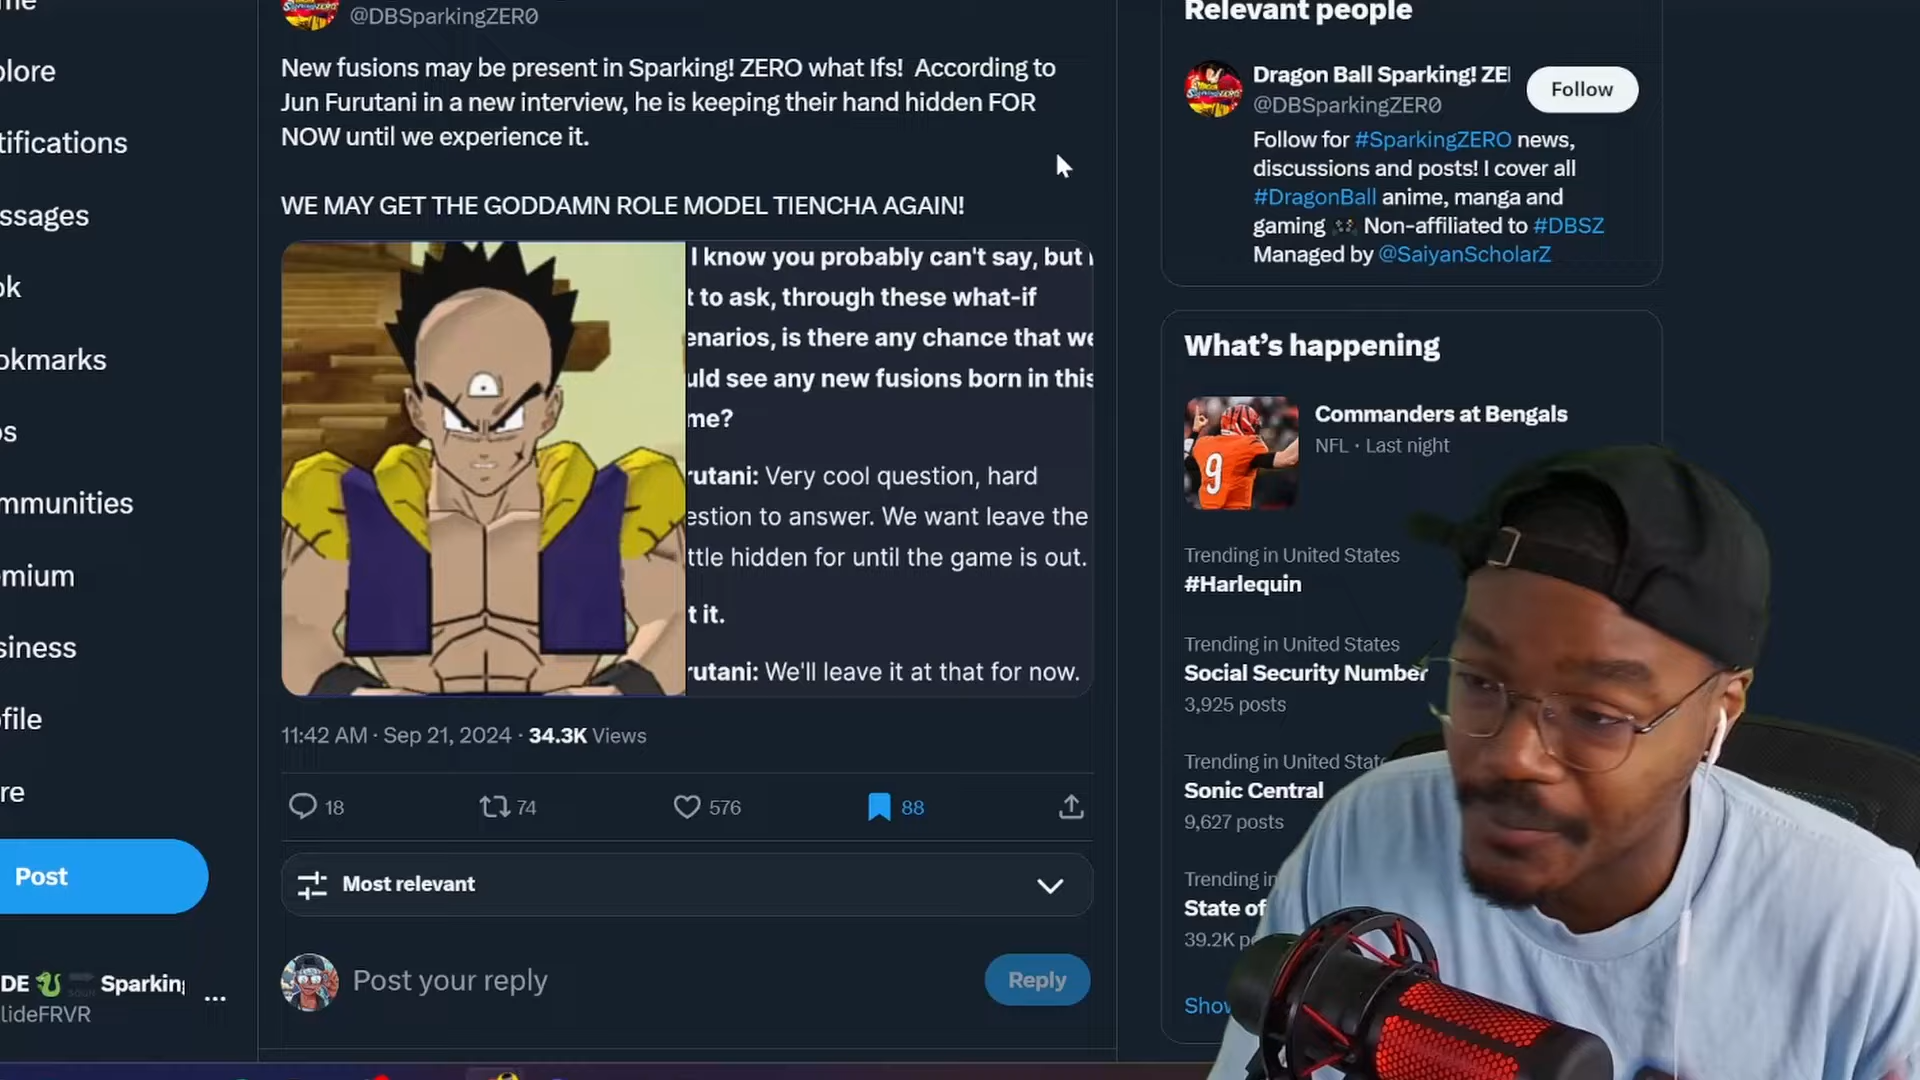 @DBSparkingZER0
New fusions may be present in Sparking! ZERO what Ifs! According to
Jun Furutani in a new interview, he is keeping their hand hidden FOR
NOW until we experience it.
WE MAY GET THE GODDAMN ROLE MODEL TIENCHA AGAIN!
I know you probably can't say, but
t to ask, through these what-if
enarios, is there any chance that we
uld see any new fusions born in this
me?
rutani: Very cool question, hard
estion to answer. We want leave the
ttle hidden for until the game is out.
t it.
rutani: We'll leave it at that for now.
11:42 AM · Sep 21, 2024 · 34.3K Views
18
74
576
88
Most relevant
Post your reply
Reply
plore
tifications
ssages
ok
okmarks
os
mmunities
emium
siness
ofile
re
Post
DE Sparking
lideFRVR
Relevant people
Dragon Ball Sparking! ZE
@DBSparkingZER0
Follow
Follow for #SparkingZERO news,
discussions and posts! I cover all
#DragonBall anime, manga and
gaming Non-affiliated to #DBSZ
Managed by @SaiyanScholarZ
What's happening
Commanders at Bengals
NFL · Last night
9
Trending in United States
#Harlequin
Trending in United States
Social Security Number
3,925 posts
Trending in United State
Sonic Central
9,627 posts
Trending in
State of
39.2K po
Show